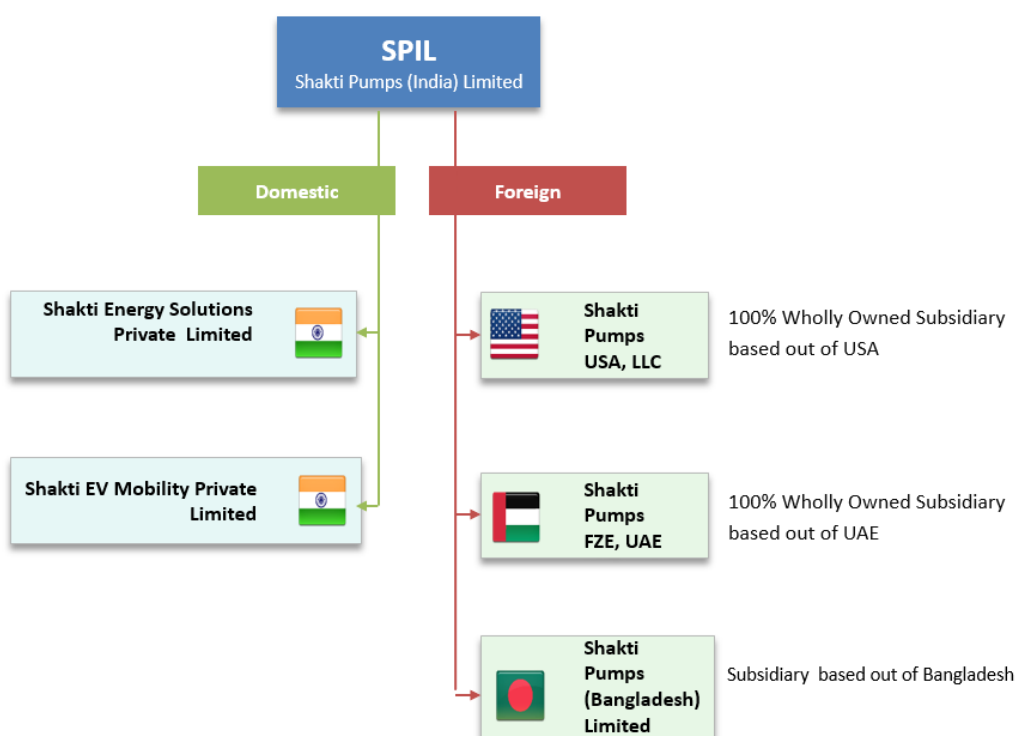 SPIL
Shakti Pumps (India) Limited
Domestic
Foreign
Shakti Energy Solutions
Private Limited
Shakti EV Mobility Private
Limited
Shakti
Pumps
USA, LLC
100% Wholly Owned Subsidiary
based out of USA
Shakti
Pumps
FZE, UAE
100% Wholly Owned Subsidiary
based out of UAE
Shakti
Pumps
(Bangladesh)
Limited
Subsidiary based out of Bangladesh